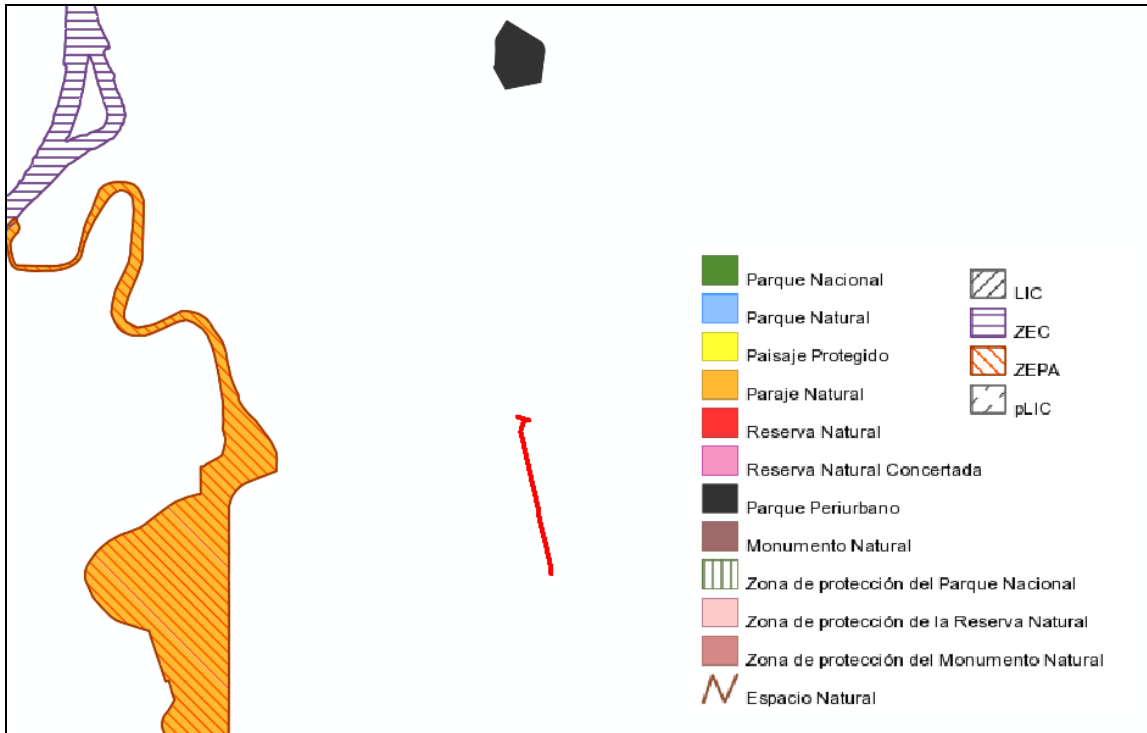 Parque Nacional
Parque Natural
Paisaje Protegido
Paraje Natural
Reserva Natural
Reserva Natural Concertada
Parque Periurbano
Monumento Natural
Zona de protección del Parque Nacional
Zona de protección de la Reserva Natural
Zona de protección del Monumento Natural
Espacio Natural
LIC
ZEC
ZEPA
pLIC